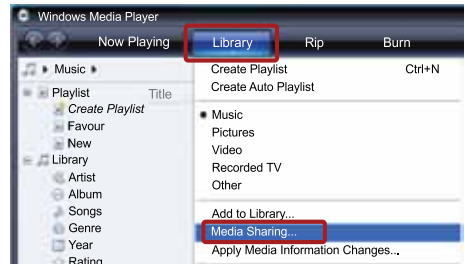 Windows Media Player
Now Playing Library Rip Burn
Music
Playlist Title
Create Playlist
Favour
New
Library
Artist
Album
Songs
Genre
Year
Rating
Create Playlist Ctrl+N
Create Auto Playlist
Music
Pictures
Video
Recorded TV
Other
Add to Library...
Media Sharing...
Apply Media Information Changes...